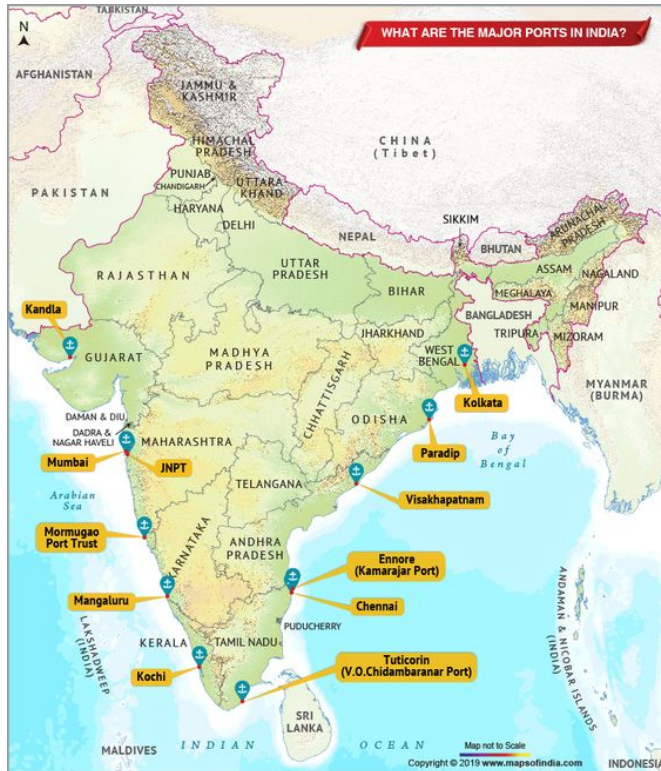 TAJIKISTAN
N
WHAT ARE THE MAJOR PORTS IN INDIA?
AFGHANISTAN
JAMMU &
KASHMIR
CHINA
(Tibet)
HIMACHAL
PRADESH
PUNJAB
CHANDIGARH
UTTARA-
KHAND
PAKISTAN
HARYANA
DELHI
SIKKIM
ARUNACHAL
PRADESH
NEPAL
BHUTAN
RAJASTHAN
UTTAR
PRADESH
ASSAM
NAGALAND
BIHAR
MEGHALAYA
MANIPUR
BANGLADESH
Kandla
JHARKHAND
TRIPURA
MIZORAM
GUJARAT
MADHYA
PRADESH
WEST
BENGAL
CHHATTISGARH
MYANMAR
(BURMA)
Kolkata
DAMAN & DIU
ODISHA
DADRA &
NAGAR HAVELI
MAHARASHTRA
Paradip
Bay
of
Bengal
Mumbai
JNPT
TELANGANA
Visakhapatnam
Arabian
Sea
Mormugao
Port Trust
KARNATAKA
ANDHRA
PRADESH
Ennore
(Kamarajar Port)
Mangaluru
Chennai
LAKSHADWEEP
(INDIA)
PUDUCHERRY
ANDAMAN & NICOBAR ISLANDS
(INDIA)
KERALA
TAMIL NADU
Kochi
Tuticorin
(V.O.Chidambaranar Port)
SRI
LANKA
MALDIVES
INDIAN OCEAN
Map not to Scale
Copyright © 2019 www.mapsofindia.com
INDONESIA